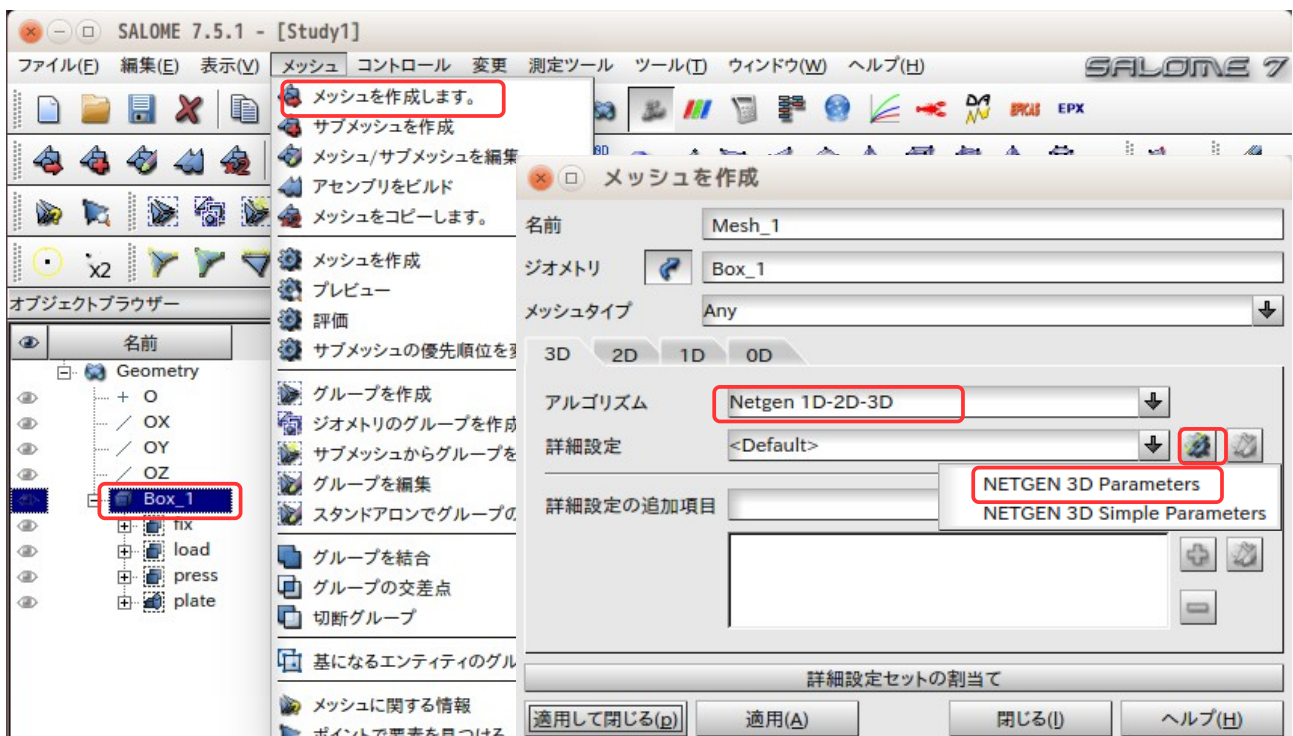 SALOME 7.5.1 - [Study1]
ファイル(F) 編集(E) 表示(V) メッシュ コントロール 変更 測定ツール ツール(T) ウィンドウ(W) ヘルプ(H)
SALOME 7
EFICAS EPX
x2
オブジェクトブラウザー
名前
Geometry
O
OX
OY
OZ
Box_1
fix
load
press
plate
メッシュを作成します。
サブメッシュを作成
メッシュ/サブメッシュを編集
アセンブリをビルド
メッシュをコピーします。
メッシュを作成
プレビュー
評価
サブメッシュの優先順位を
グループを作成
ジオメトリのグループを作成
サブメッシュからグループを
グループを編集
スタンドアロンでグループの
グループを結合
グループの交差点
切断グループ
基になるエンティティのグル
メッシュに関する情報
ポイントで要素を見つける
メッシュを作成
名前 Mesh_1
ジオメトリ Box_1
メッシュタイプ Any
3D 2D 1D 0D
アルゴリズム Netgen 1D-2D-3D
詳細設定 <Default>
NETGEN 3D Parameters
NETGEN 3D Simple Parameters
詳細設定の追加項目
詳細設定セットの割当て
適用して閉じる(p) 適用(A) 閉じる(l) ヘルプ(H)